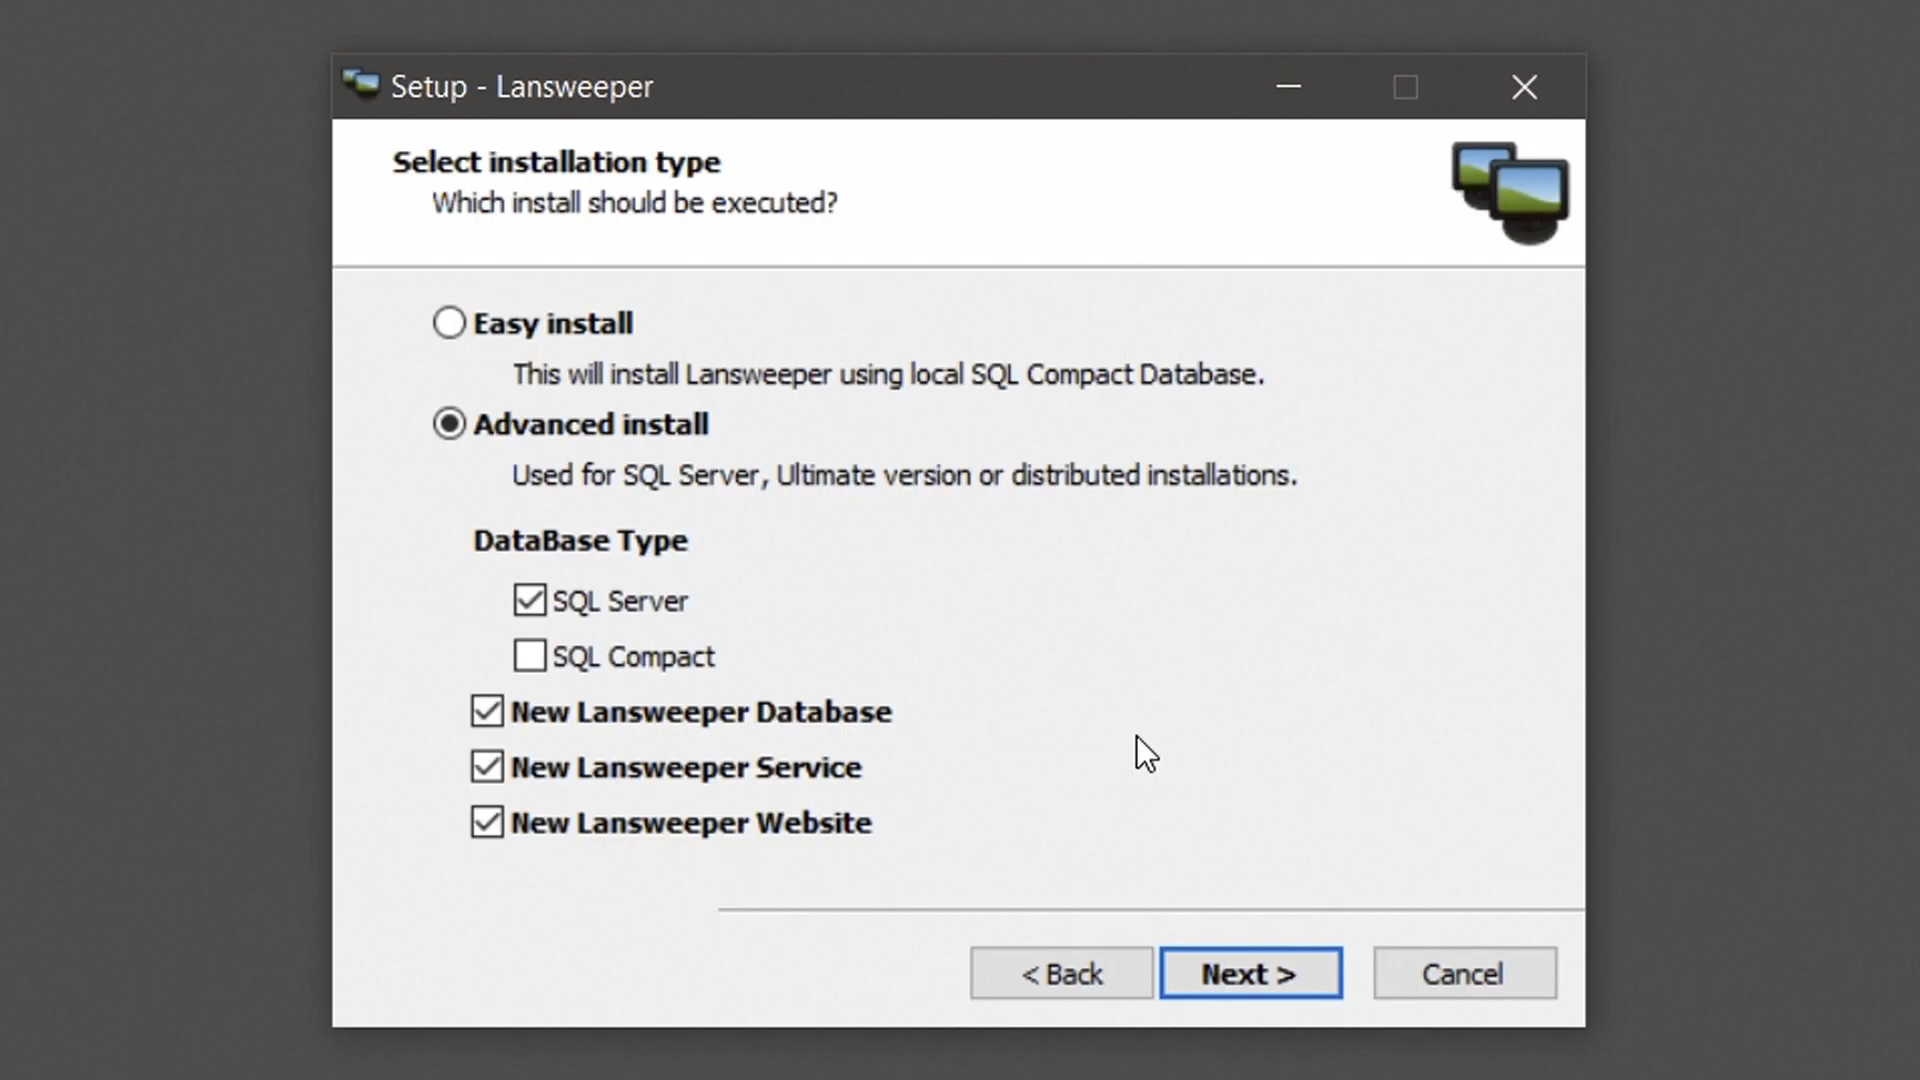 Setup - Lansweeper
Select installation type
Which install should be executed?
Easy install
This will install Lansweeper using local SQL Compact Database.
Advanced install
Used for SQL Server, Ultimate version or distributed installations.
DataBase Type
SQL Server
SQL Compact
New Lansweeper Database
New Lansweeper Service
New Lansweeper Website
< Back
Next >
Cancel